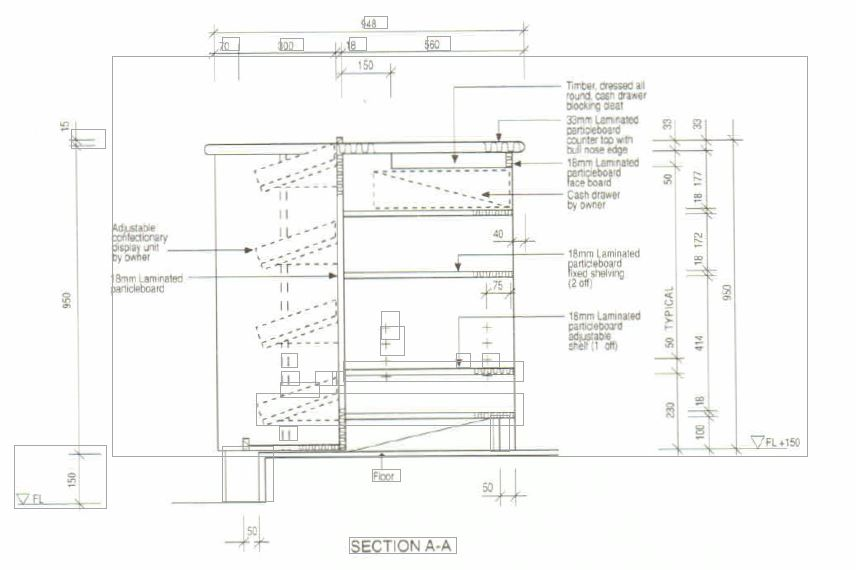 948
70 300 18 560
150
Timber, dressed all
round, cash drawer
blocking cleat
33mm Laminated
particleboard
counter top with
bull nose edge
18mm Laminated
particleboard
face board
Cash drawer
by owner
15
33
33
50
177
18
Adjustable
confectionary
display unit
by owner
18mm Laminated
particleboard
40
172
18
18mm Laminated
particleboard
fixed shelving
(2 off)
75
950
950
50 TYPICAL
18mm Laminated
particleboard
adjustable
shelf (1 off)
414
230
18
100
FL +150
150
FL
Floor
50
50
SECTION A-A